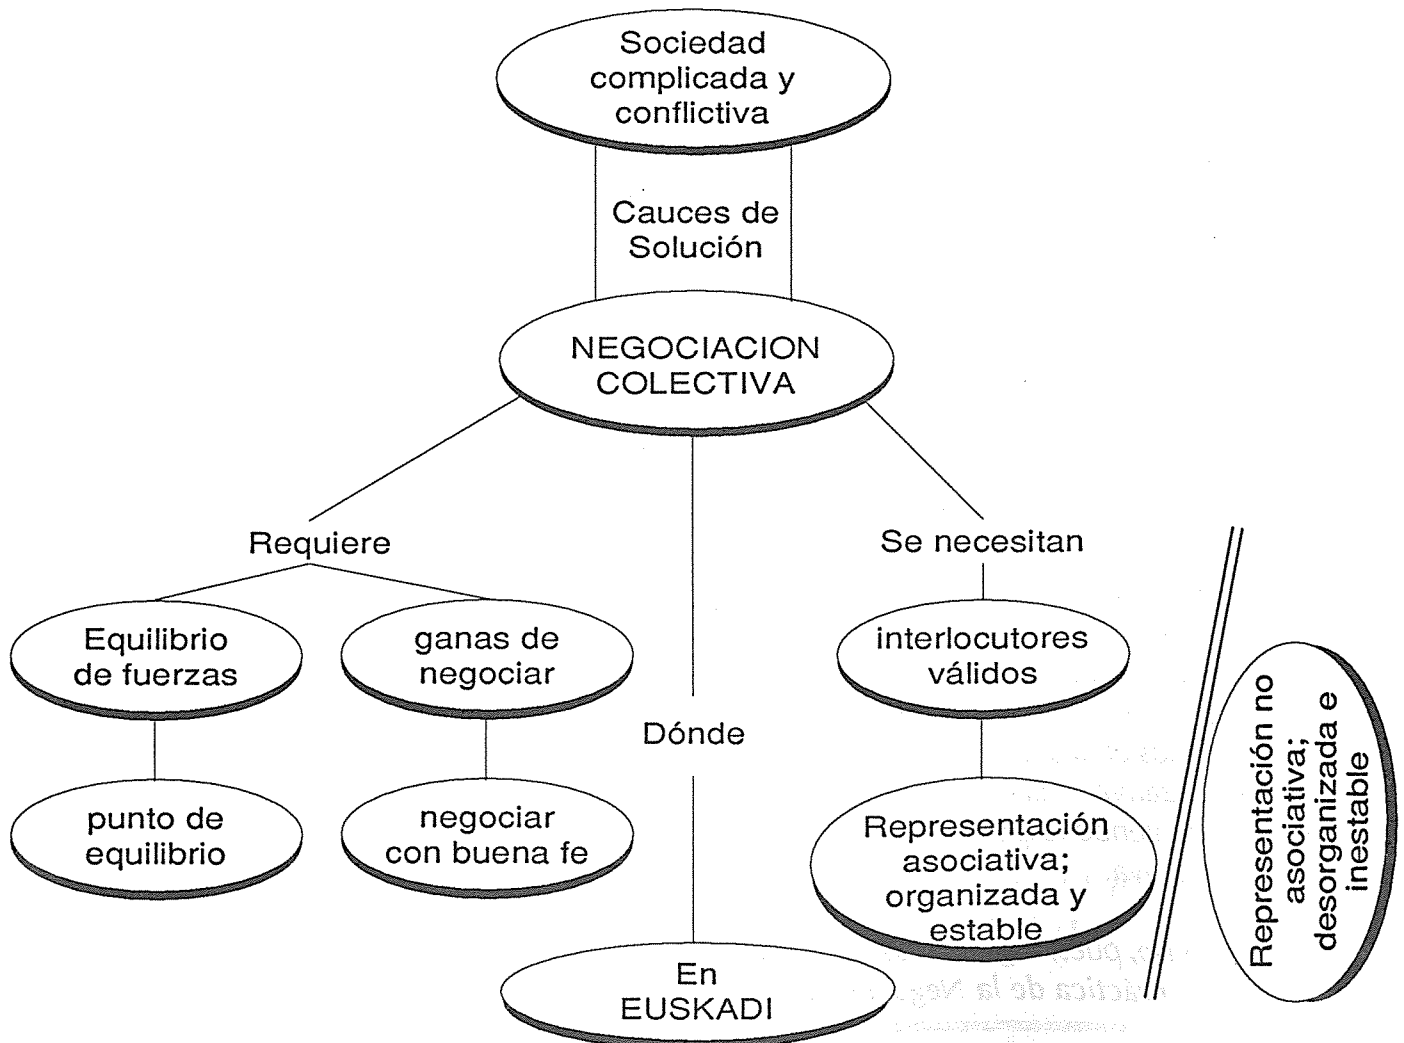 Sociedad
complicada y
conflictiva
Cauces de
Solución
NEGOCIACION
COLECTIVA
Requiere
Se necesitan
Equilibrio
de fuerzas
ganas de
negociar
interlocutores
válidos
Dónde
punto de
equilibrio
negociar
con buena fe
Representación
asociativa;
organizada y
estable
Representación no
asociativa;
desorganizada e
inestable
En
EUSKADI